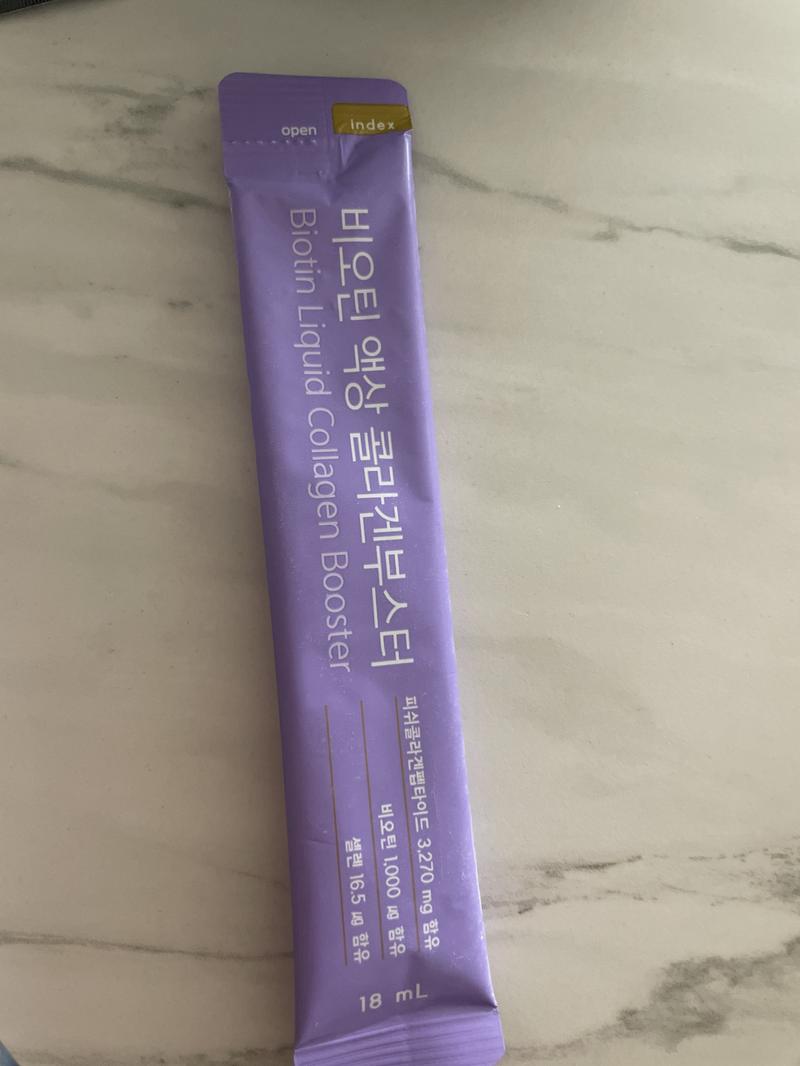 open
index
비오틴 액상 콜라겐부스터
Biotin Liquid Collagen Booster
피쉬콜라겐펩타이드 3,270 mg 함유
비오틴 1,000 ㎍ 함유
셀렌 16.5 ㎍ 함유
18 mL